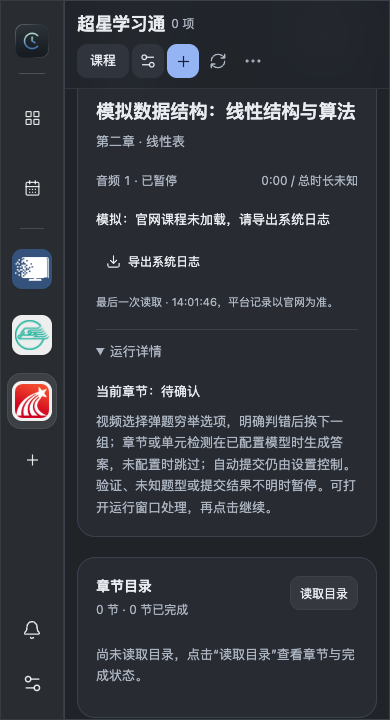 超星学习通 0 项
课程
模拟数据结构：线性结构与算法
第二章 · 线性表
音频 1 · 已暂停 0:00 / 总时长未知
模拟：官网课程未加载，请导出系统日志
导出系统日志
最后一次读取 · 14:01:46，平台记录以官网为准。
▼ 运行详情
当前章节：待确认
视频选择弹题穷举选项，明确判错后换下一
组；章节或单元检测在已配置模型时生成答
案，未配置时跳过；自动提交仍由设置控制。
验证、未知题型或提交结果不明时暂停。可打
开运行窗口处理，再点击继续。
章节目录
读取目录
0 节 · 0 节已完成
尚未读取目录，点击“读取目录”查看章节与完
成状态。